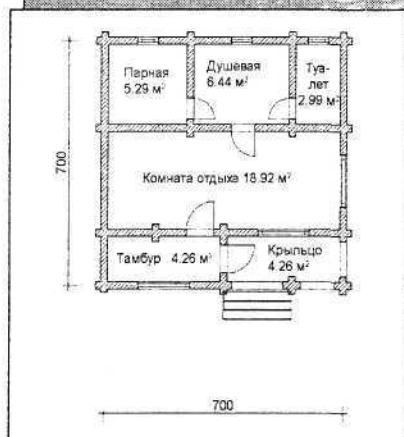 Парная
5.29 м²
Душевая
6.44 м²
Туа-
лет
2.99 м²
700
Комната отдыха 18.92 м²
Тамбур 4.26 м²
Крыльцо
4.26 м²
700